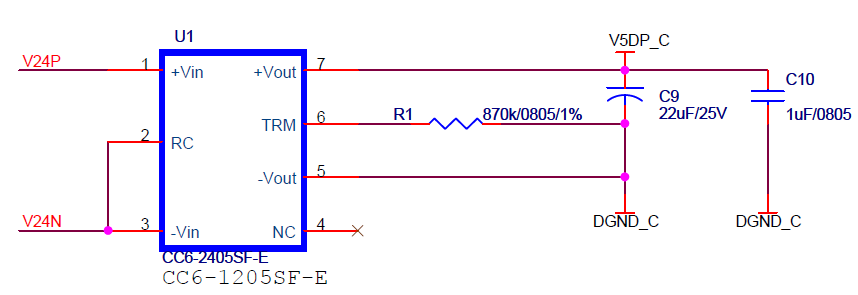 U1
V5DP_C
V24P
1
+Vin
+Vout
7
C10
C9
R1
870k/0805/1%
22uF/25V
1uF/0805
2
RC
TRM
6
-Vout
5
V24N
DGND_C
DGND_C
3
-Vin
NC
4
CC6-2405SF-E
CC6-1205SF-E